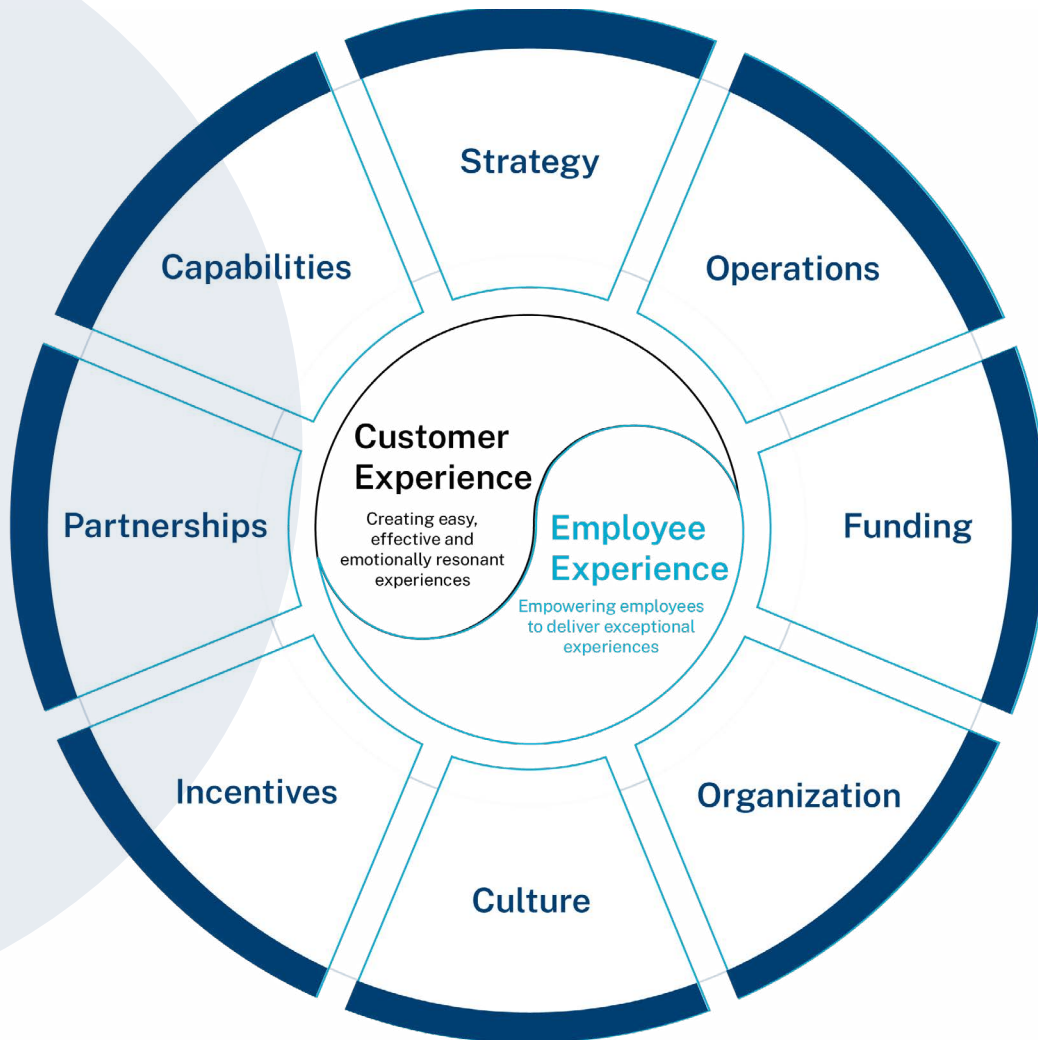 Strategy
Operations
Funding
Organization
Culture
Incentives
Partnerships
Capabilities
Customer
Experience
Creating easy,
effective and
emotionally resonant
experiences
Employee
Experience
Empowering employees
to deliver exceptional
experiences